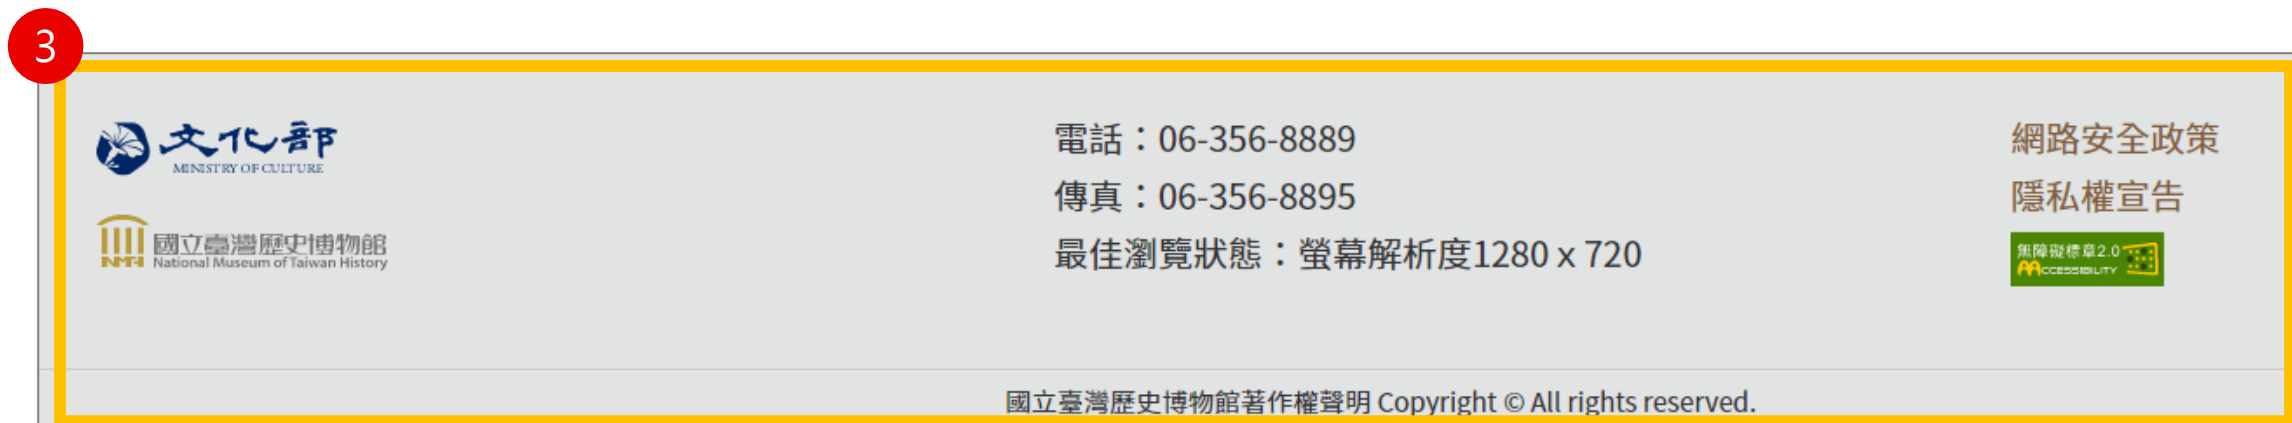 3
文化部
MINISTRY OF CULTURE
NMTH
國立臺灣歷史博物館
National Museum of Taiwan History
電話：06-356-8889
傳真：06-356-8895
最佳瀏覽狀態：螢幕解析度1280 x 720
網路安全政策
隱私權宣告
無障礙標章2.0
AACCESSIBILITY
國立臺灣歷史博物館著作權聲明 Copyright © All rights reserved.